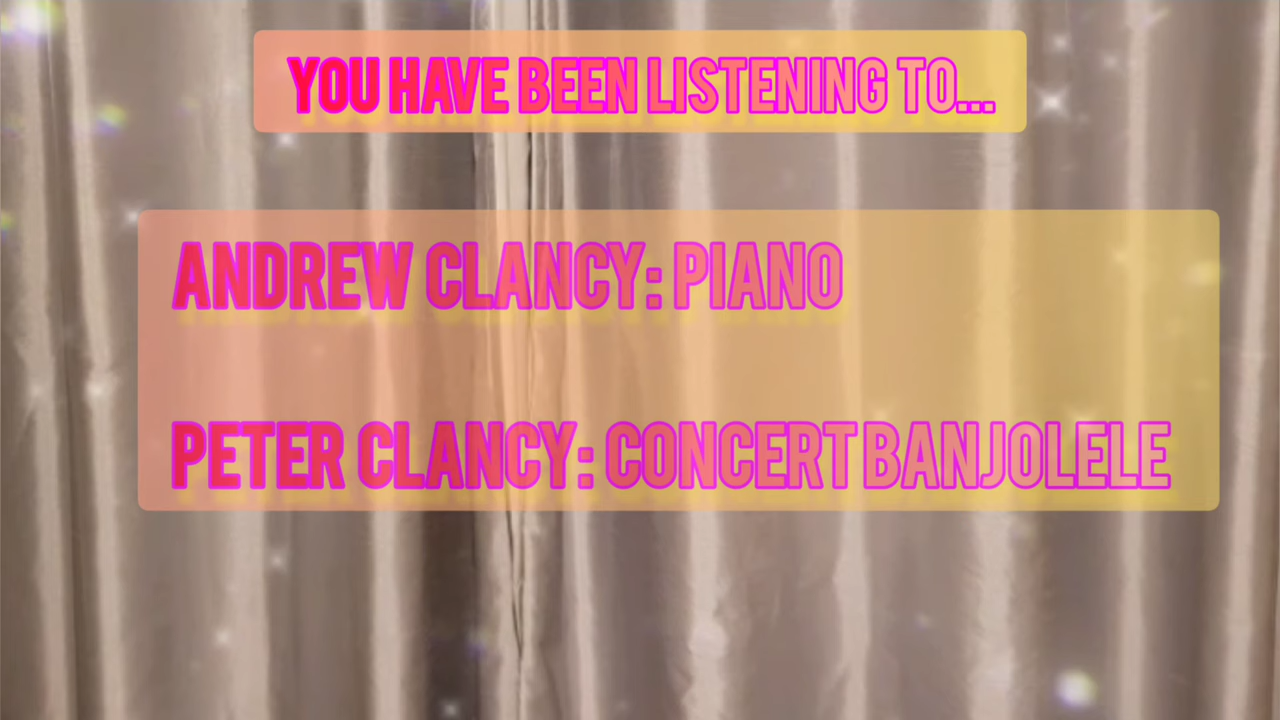 YOU HAVE BEEN LISTENING TO...
ANDREW CLANCY: PIANO
PETER CLANCY: CONCERT BANJOLELE